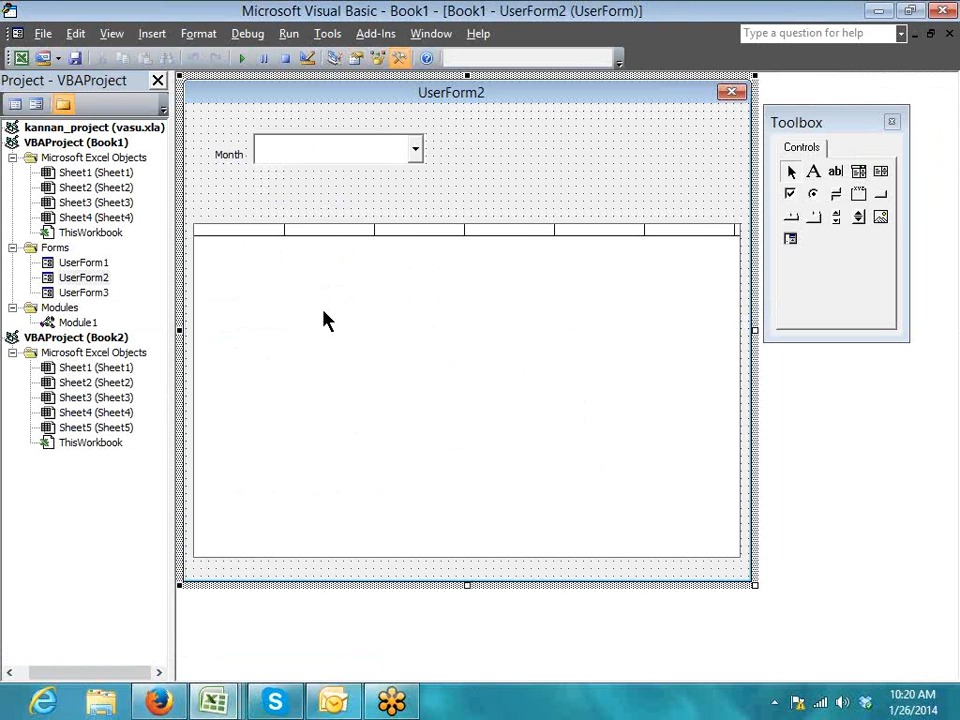 Microsoft Visual Basic - Book1 - [Book1 - UserForm2 (UserForm)]
File Edit View Insert Format Debug Run Tools Add-Ins Window Help
Type a question for help
Project - VBAProject
kannan_project (vasu.xla)
VBAProject (Book1)
Microsoft Excel Objects
Sheet1 (Sheet1)
Sheet2 (Sheet2)
Sheet3 (Sheet3)
Sheet4 (Sheet4)
ThisWorkbook
Forms
UserForm1
UserForm2
UserForm3
Modules
Module1
VBAProject (Book2)
Microsoft Excel Objects
Sheet1 (Sheet1)
Sheet2 (Sheet2)
Sheet3 (Sheet3)
Sheet4 (Sheet4)
Sheet5 (Sheet5)
ThisWorkbook
UserForm2
Month
Toolbox
Controls
A
ab
10:20 AM
1/26/2014